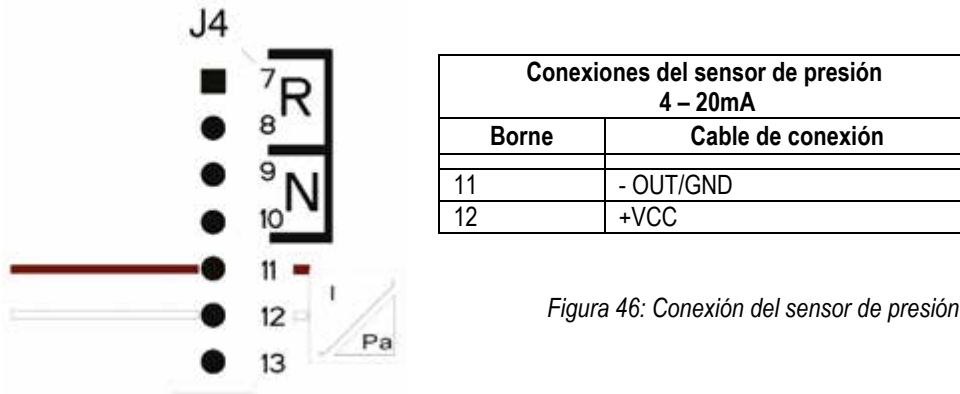 J4
7
R
8
9
N
10
11
I
12
Pa
13
Conexiones del sensor de presión
4 – 20mA
Borne Cable de conexión
11 - OUT/GND
12 +VCC
Figura 46: Conexión del sensor de presión